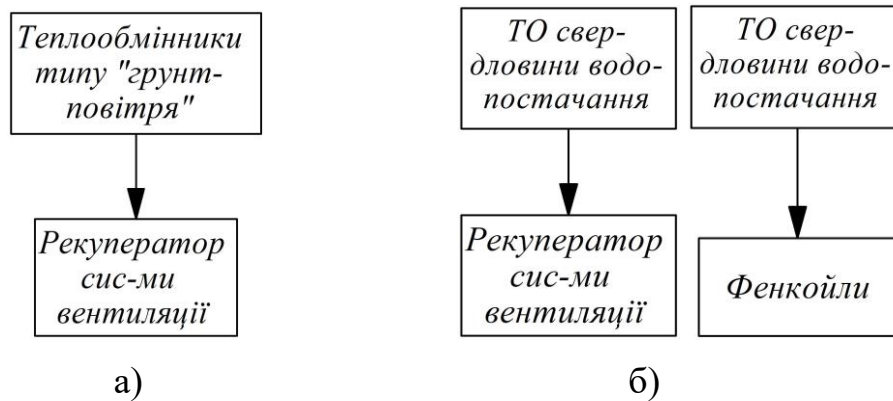 Теплообмінники
типу "грунт-
повітря"
Рекуператор
сис-ми
вентиляції
а)
ТО свер-
дловини водо-
постачання
ТО свер-
дловини водо-
постачання
Рекуператор
сис-ми
вентиляції
Фенкойли
б)